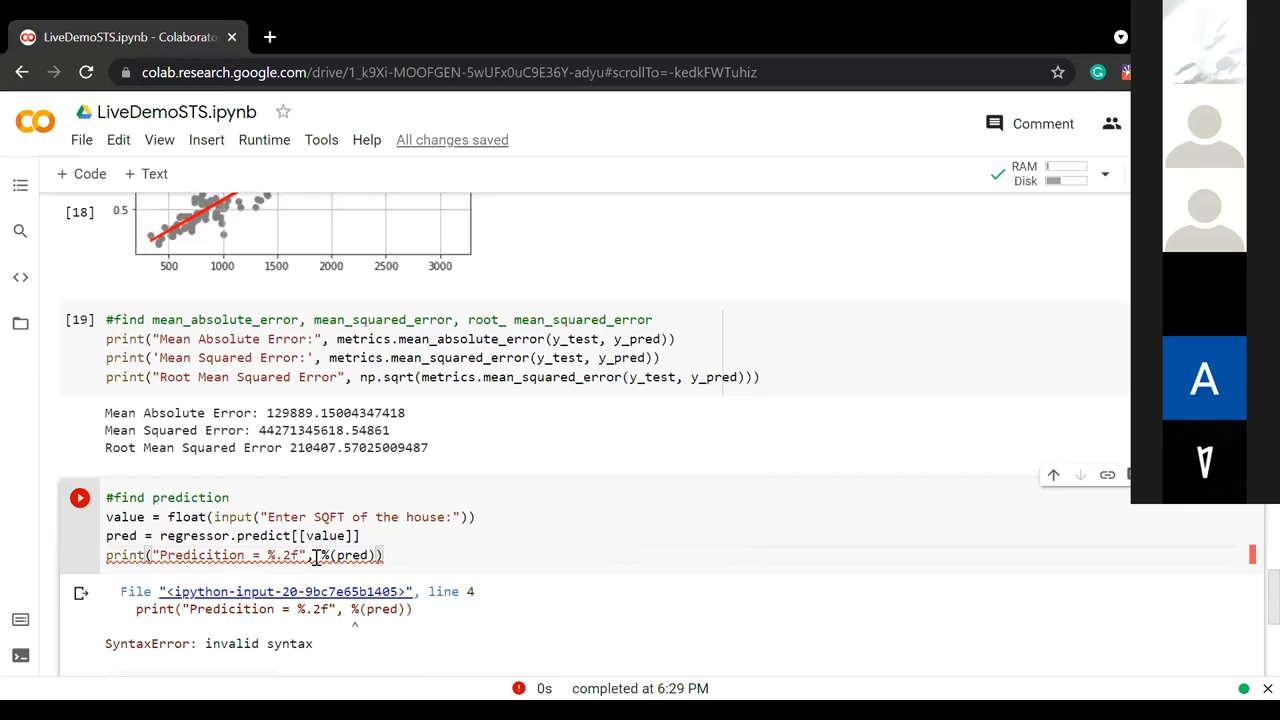 LiveDemoSTS.ipynb - Colaborato
colab.research.google.com/drive/1_k9Xi-MOOFGEN-5wUFx0uC9E36Y-adyu#scrollTo=-kedkFWTuhiz
LiveDemoSTS.ipynb
File Edit View Insert Runtime Tools Help All changes saved
Comment
+ Code + Text
RAM
Disk
[18]
0.5
500 1000 1500 2000 2500 3000
[19] #find mean_absolute_error, mean_squared_error, root_ mean_squared_error
print("Mean Absolute Error:", metrics.mean_absolute_error(y_test, y_pred))
print('Mean Squared Error:', metrics.mean_squared_error(y_test, y_pred))
print("Root Mean Squared Error", np.sqrt(metrics.mean_squared_error(y_test, y_pred)))
Mean Absolute Error: 129889.15004347418
Mean Squared Error: 44271345618.54861
Root Mean Squared Error 210407.57025009487
#find prediction
value = float(input("Enter SQFT of the house:"))
pred = regressor.predict[[value]]
print("Predicition = %.2f", %(pred))
File "<ipython-input-20-9bc7e65b1405>", line 4
print("Predicition = %.2f", %(pred))
^
SyntaxError: invalid syntax
0s completed at 6:29 PM
A